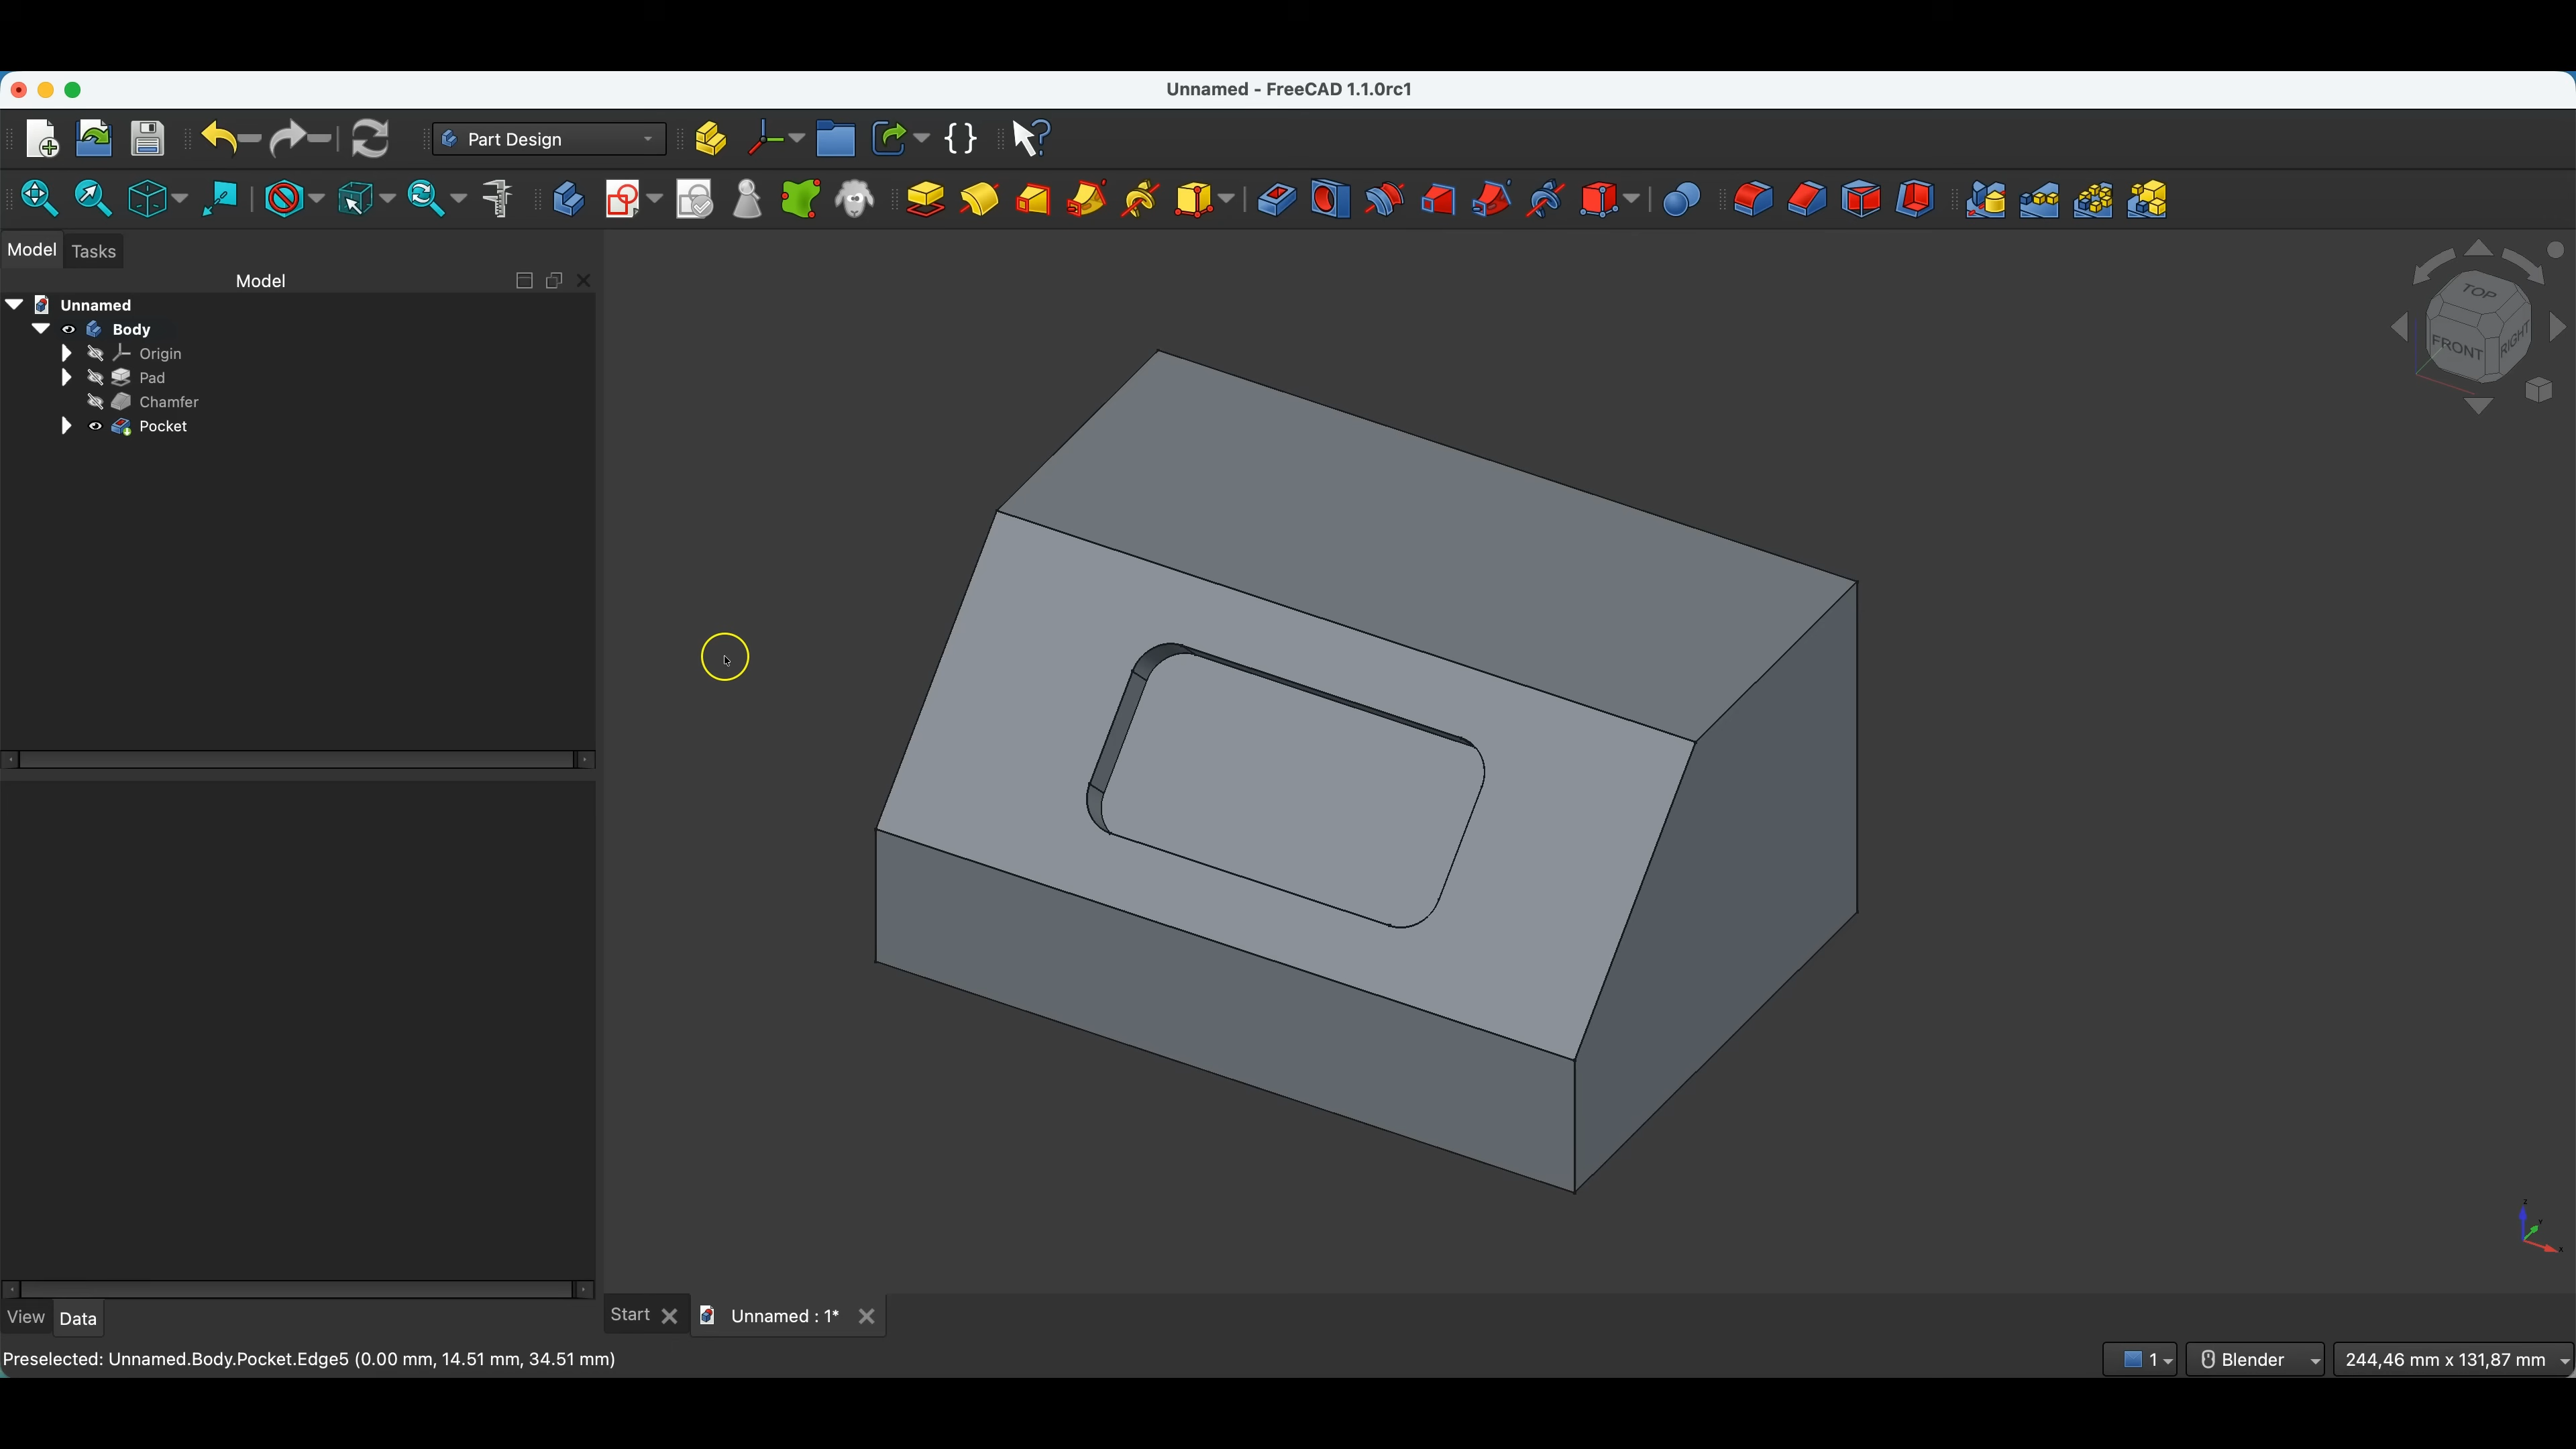 Unnamed - FreeCAD 1.1.0rc1
Part Design
Model
Tasks
Model
Unnamed
Body
Origin
Pad
Chamfer
Pocket
TOP
FRONT
RIGHT
Z
Y
X
View
Data
Start
Unnamed : 1*
Preselected: Unnamed.Body.Pocket.Edge5 (0.00 mm, 14.51 mm, 34.51 mm)
1
Blender
244,46 mm x 131,87 mm